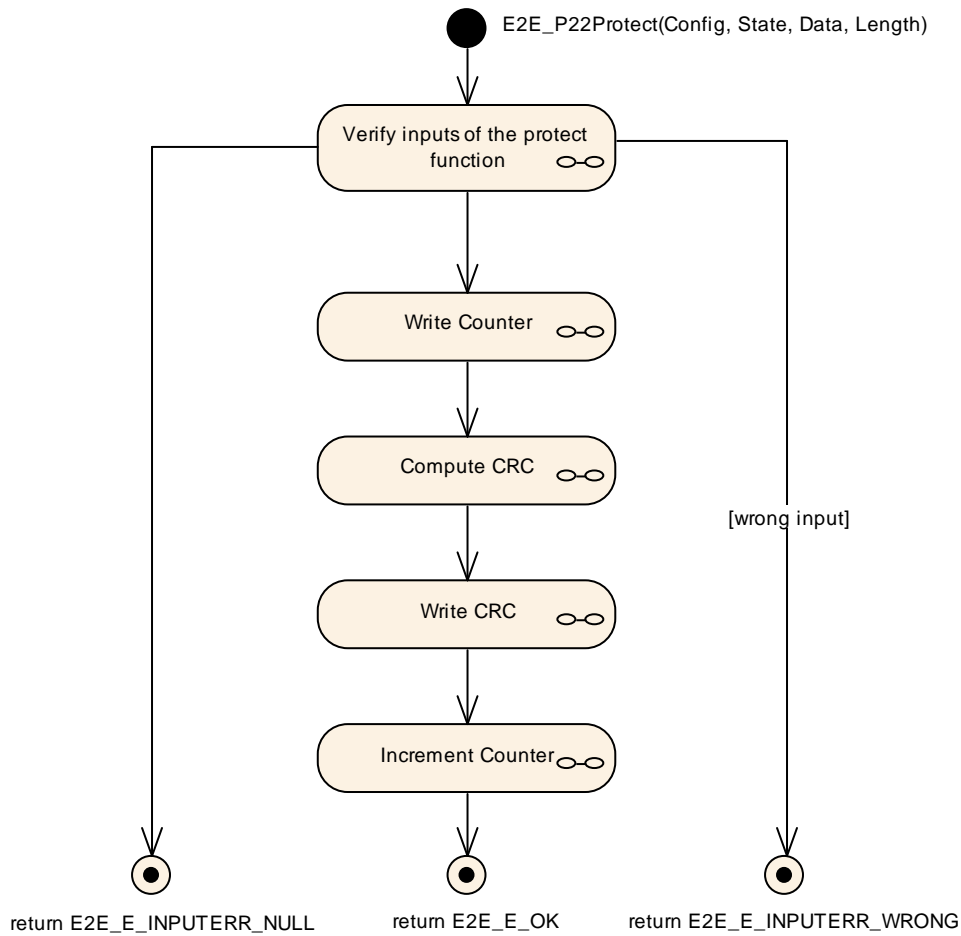 E2E_P22Protect(Config, State, Data, Length)
Verify inputs of the protect
function
Write Counter
Compute CRC
[wrong input]
Write CRC
Increment Counter
return E2E_E_INPUTERR_NULL
return E2E_E_OK
return E2E_E_INPUTERR_WRONG